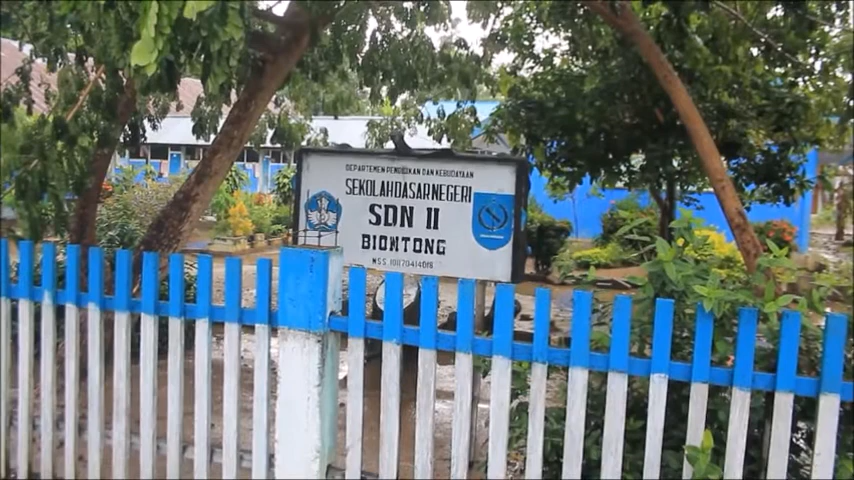 DEPARTEMEN PENDIDIKAN DAN KEBUDAYAAN
SEKOLAHDASARNEGERI
SDN II
BIONTONG